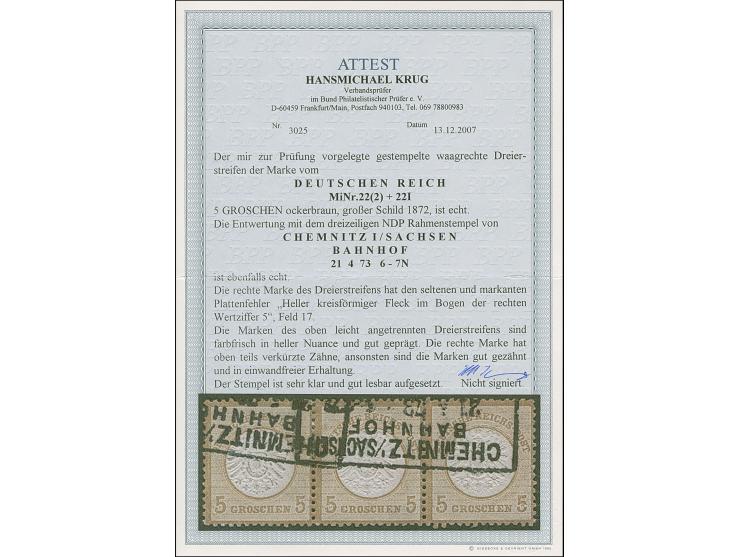 ATTEST
HANSMICHAEL KRUG
Verbandsprüfer
im Bund Philatelistischer Prüfer e. V.
D-60459 Frankfurt/Main, Postfach 940103, Tel. 069 78800983
Nr. 3025 Datum 13.12.2007
Der mir zur Prüfung vorgelegte gestempelte waagrechte Dreier-
streifen der Marke vom
DEUTSCHEN REICH
MiNr.22(2) + 22I
5 GROSCHEN ockerbraun, großer Schild 1872, ist echt.
Die Entwertung mit dem dreizeiligen NDP Rahmenstempel von
CHEMNITZ I/SACHSEN
BAHNHOF
21 4 73 6 - 7N
ist ebenfalls echt.
Die rechte Marke des Dreierstreifens hat den seltenen und markanten
Plattenfehler „Heller kreisförmiger Fleck im Bogen der rechten
Wertziffer 5“, Feld 17.
Die Marken des oben leicht angetrennten Dreierstreifens sind
farbfrisch in heller Nuance und gut geprägt. Die rechte Marke hat
oben teils verkürzte Zähne, ansonsten sind die Marken gut gezähnt
und in einwandfreier Erhaltung.
Der Stempel ist sehr klar und gut lesbar aufgesetzt. Nicht signiert
CHEMNITZ/SACHSEN
BAHNHOF
CHEMNITZ/
BAHNHO
5 GROSCHEN 5 5 GROSCHEN 5 5 GROSCHEN 5